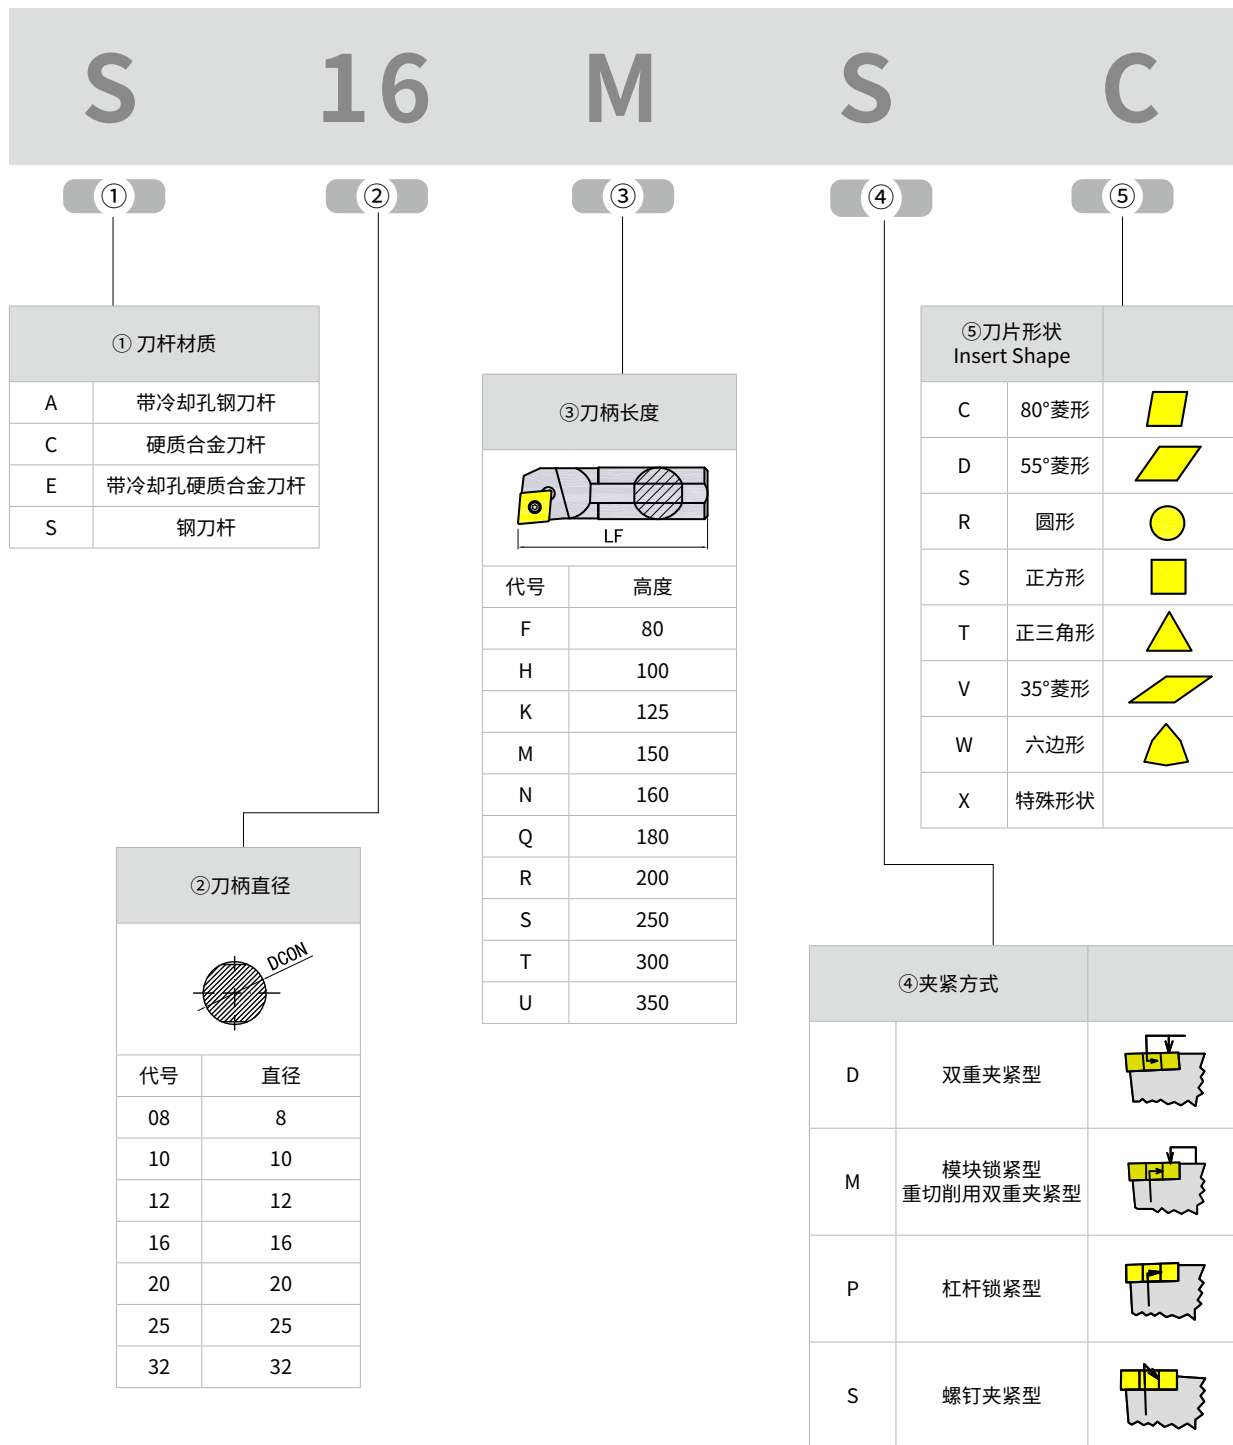 S 16 M S C
① ② ③ ④ ⑤
① 刀杆材质
A 带冷却孔钢刀杆
C 硬质合金刀杆
E 带冷却孔硬质合金刀杆
S 钢刀杆
②刀柄直径
DCON
代号 直径
08 8
10 10
12 12
16 16
20 20
25 25
32 32
③刀柄长度
LF
代号 高度
F 80
H 100
K 125
M 150
N 160
Q 180
R 200
S 250
T 300
U 350
④夹紧方式
D 双重夹紧型
M 模块锁紧型
重切削用双重夹紧型
P 杠杆锁紧型
S 螺钉夹紧型
⑤刀片形状
Insert Shape
C 80°菱形
D 55°菱形
R 圆形
S 正方形
T 正三角形
V 35°菱形
W 六边形
X 特殊形状